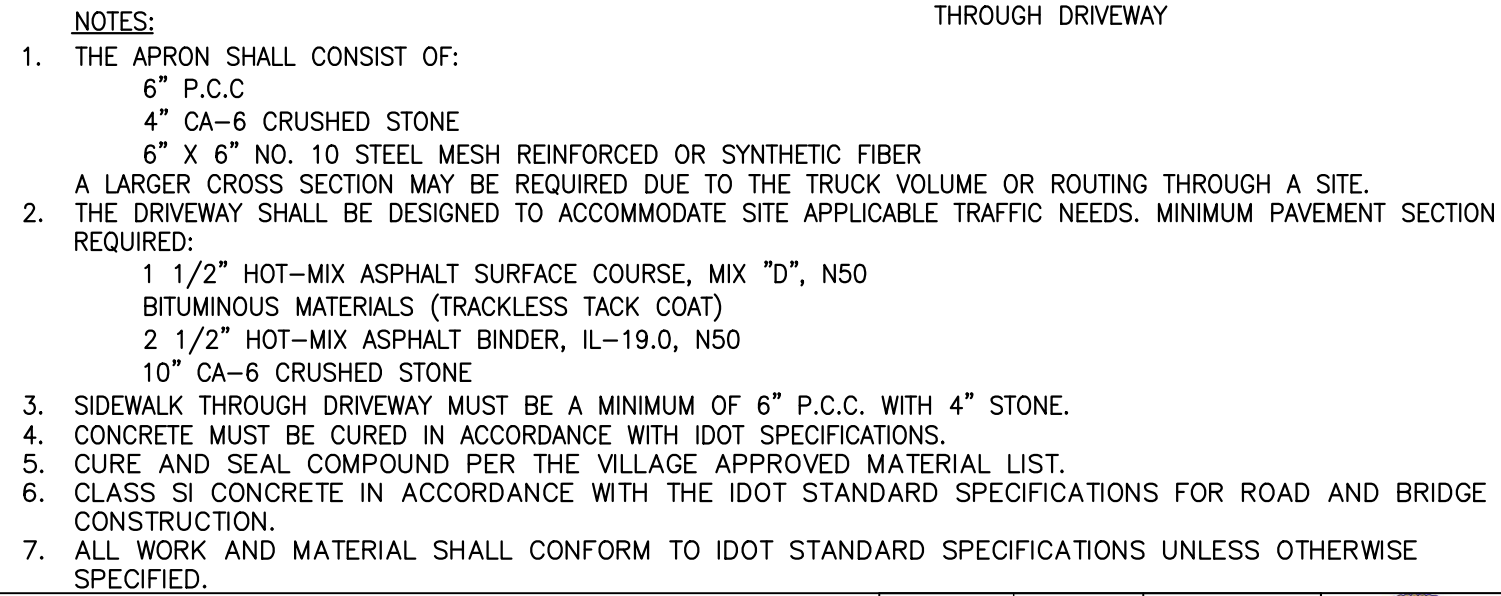 THROUGH DRIVEWAY
NOTES:
1. THE APRON SHALL CONSIST OF:
6" P.C.C
4" CA-6 CRUSHED STONE
6" X 6" NO. 10 STEEL MESH REINFORCED OR SYNTHETIC FIBER
A LARGER CROSS SECTION MAY BE REQUIRED DUE TO THE TRUCK VOLUME OR ROUTING THROUGH A SITE.
2. THE DRIVEWAY SHALL BE DESIGNED TO ACCOMMODATE SITE APPLICABLE TRAFFIC NEEDS. MINIMUM PAVEMENT SECTION
REQUIRED:
1 1/2" HOT-MIX ASPHALT SURFACE COURSE, MIX "D", N50
BITUMINOUS MATERIALS (TRACKLESS TACK COAT)
2 1/2" HOT-MIX ASPHALT BINDER, IL-19.0, N50
10" CA-6 CRUSHED STONE
3. SIDEWALK THROUGH DRIVEWAY MUST BE A MINIMUM OF 6" P.C.C. WITH 4" STONE.
4. CONCRETE MUST BE CURED IN ACCORDANCE WITH IDOT SPECIFICATIONS.
5. CURE AND SEAL COMPOUND PER THE VILLAGE APPROVED MATERIAL LIST.
6. CLASS SI CONCRETE IN ACCORDANCE WITH THE IDOT STANDARD SPECIFICATIONS FOR ROAD AND BRIDGE
CONSTRUCTION.
7. ALL WORK AND MATERIAL SHALL CONFORM TO IDOT STANDARD SPECIFICATIONS UNLESS OTHERWISE
SPECIFIED.